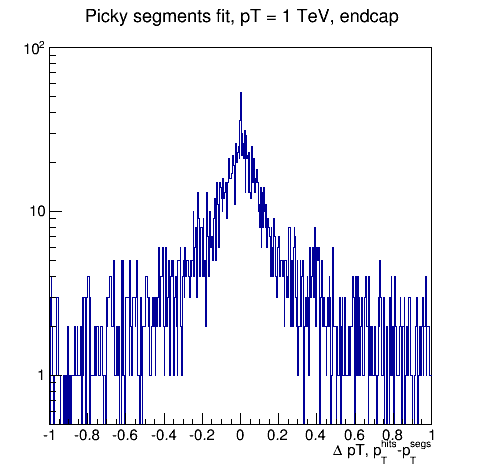 Picky segments fit, pT = 1 TeV, endcap
10²
10
1
-1 -0.8 -0.6 -0.4 -0.2 0 0.2 0.4 0.6 0.8 1
Δ pT, p_T^hits-p_T^segs